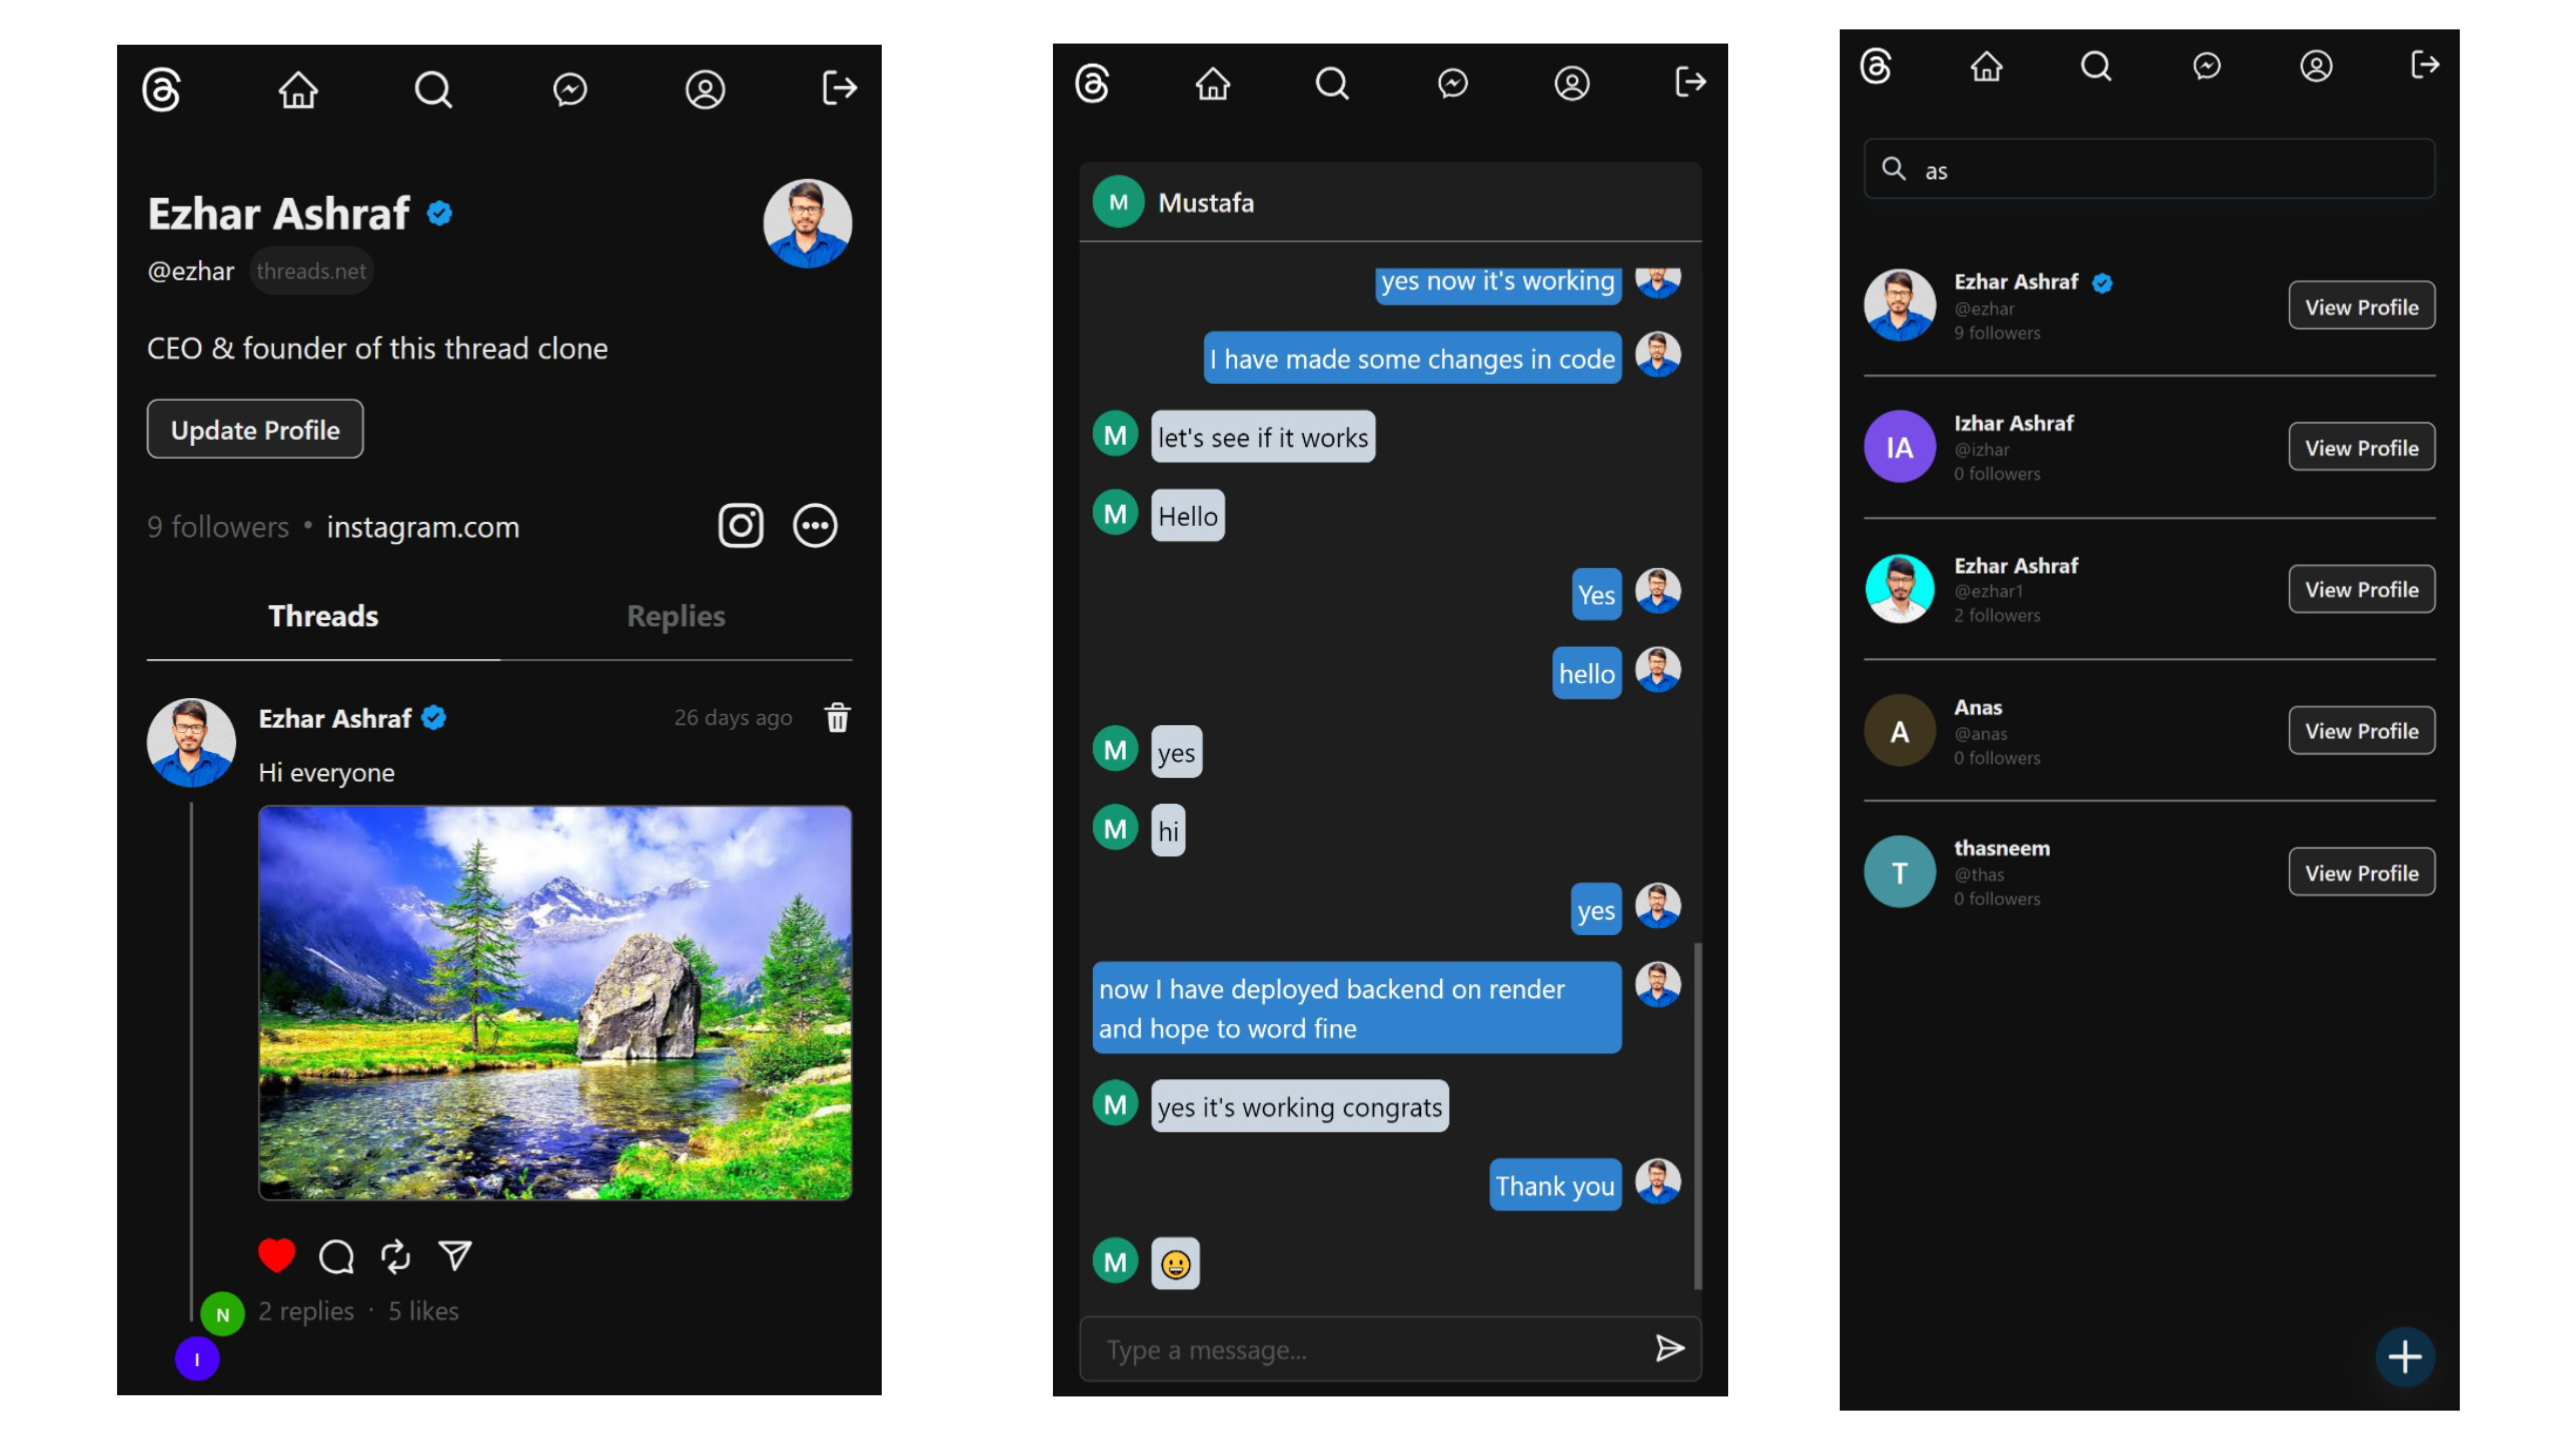 Ezhar Ashraf
@ezhar threads.net
CEO & founder of this thread clone
Update Profile
9 followers • instagram.com
Threads Replies
Ezhar Ashraf 26 days ago
Hi everyone
N 2 replies · 5 likes
I
M Mustafa
yes now it's working
I have made some changes in code
M let's see if it works
M Hello
Yes
hello
M yes
M hi
yes
now I have deployed backend on render
and hope to word fine
M yes it's working congrats
Thank you
M 😀
Type a message...
as
Ezhar Ashraf
@ezhar
9 followers
View Profile
IA
Izhar Ashraf
@izhar
0 followers
View Profile
Ezhar Ashraf
@ezhar1
2 followers
View Profile
A
Anas
@anas
0 followers
View Profile
T
thasneem
@thas
0 followers
View Profile